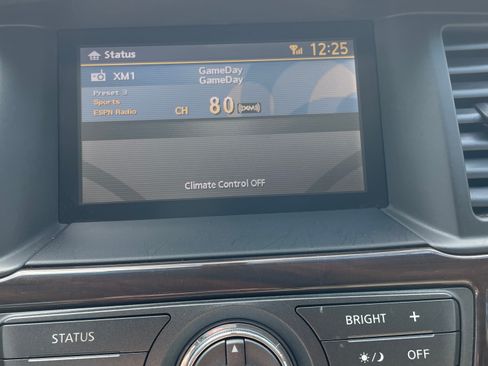 Status 12:25
XM1 GameDay
GameDay
Preset 3
Sports
ESPN Radio CH 80 XM
Climate Control OFF
STATUS BRIGHT +
OFF